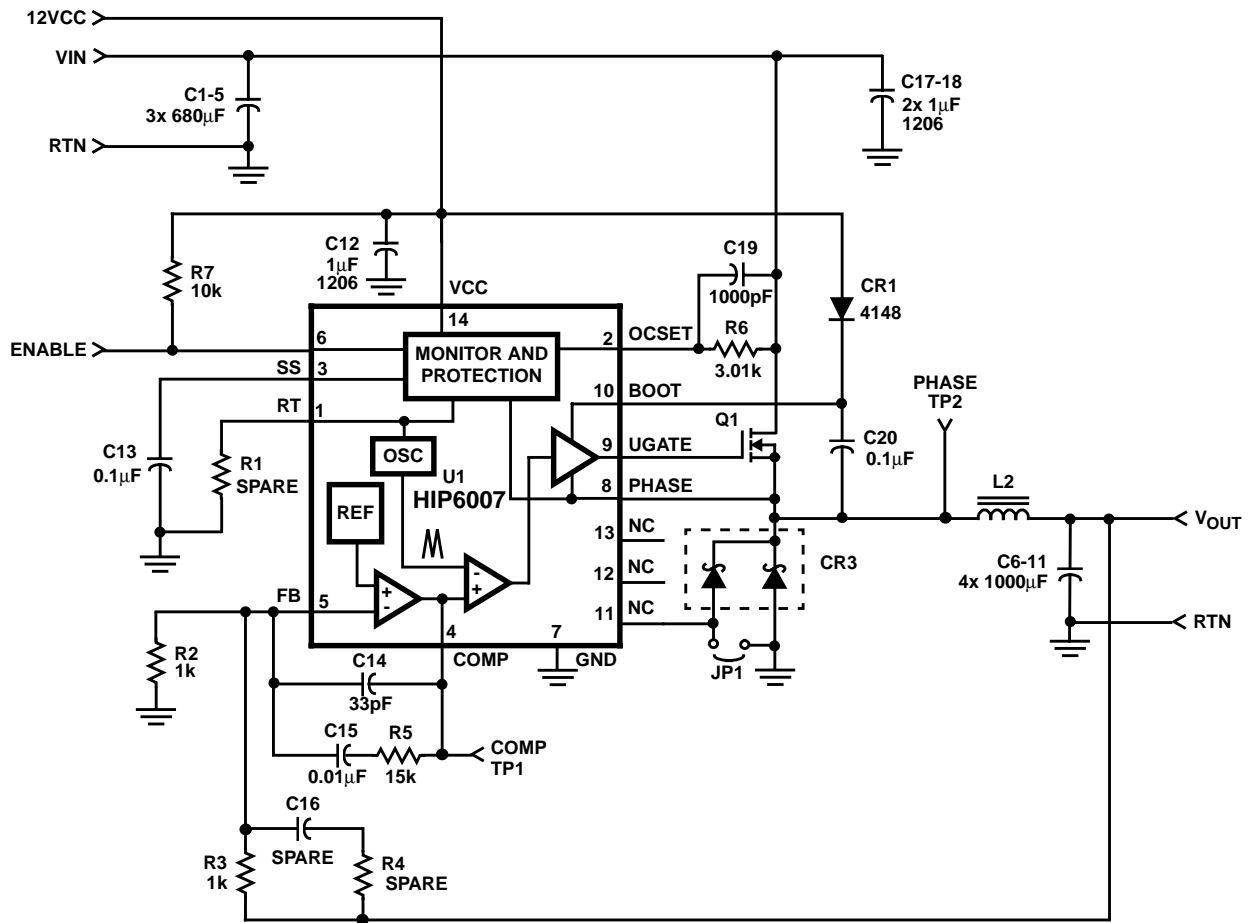 12VCC
VIN
C1-5
3x 680μF
RTN
C17-18
2x 1μF
1206
C12
1μF
1206
R7
10k
VCC
14
C19
1000pF
CR1
4148
ENABLE
6
MONITOR AND
PROTECTION
2
OCSET
R6
3.01k
SS
3
RT
1
10
BOOT
PHASE
TP2
C13
0.1μF
R1
SPARE
OSC
U1
HIP6007
REF
9
UGATE
Q1
C20
0.1μF
8
PHASE
L2
VOUT
13
NC
12
NC
11
NC
CR3
C6-11
4x 1000μF
RTN
FB
5
+
-
-
+
4
COMP
7
GND
JP1
R2
1k
C14
33pF
C15
0.01μF
R5
15k
COMP
TP1
C16
SPARE
R3
1k
R4
SPARE